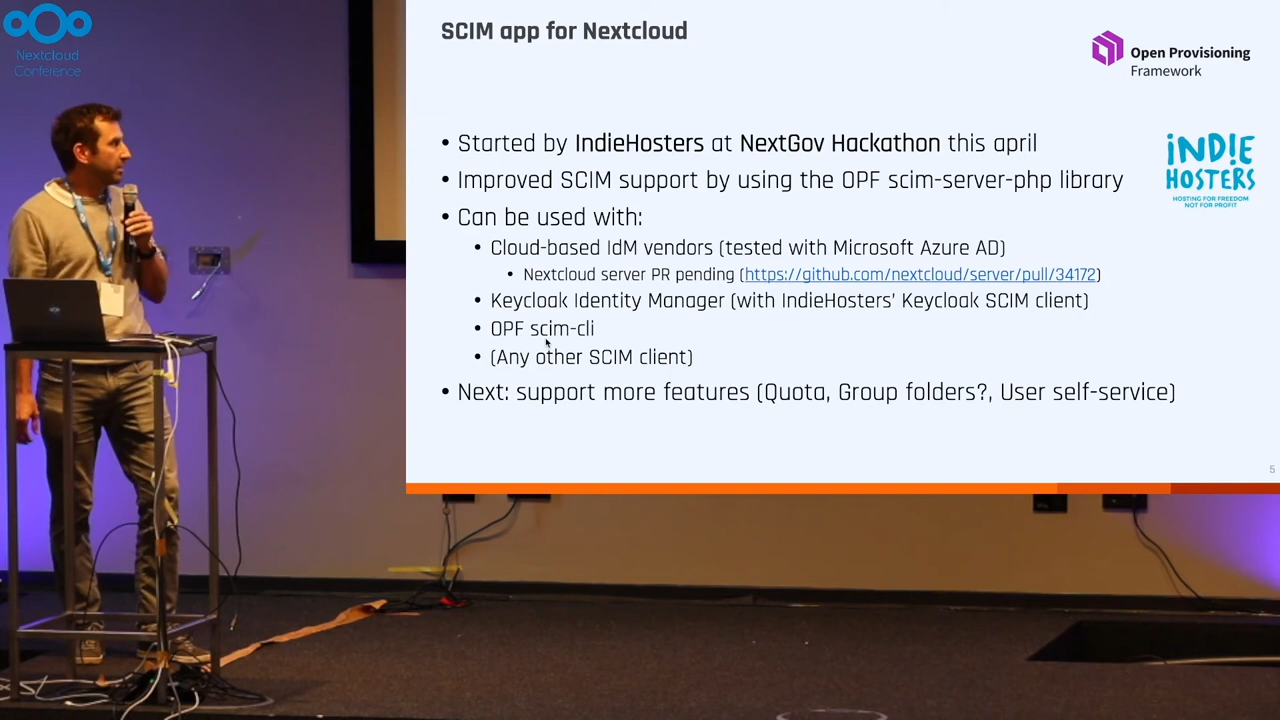 Nextcloud
Conference
SCIM app for Nextcloud
Open Provisioning
Framework
• Started by IndieHosters at NextGov Hackathon this april
• Improved SCIM support by using the OPF scim-server-php library
• Can be used with:
• Cloud-based IdM vendors (tested with Microsoft Azure AD)
• Nextcloud server PR pending (https://github.com/nextcloud/server/pull/34172)
• Keycloak Identity Manager (with IndieHosters’ Keycloak SCIM client)
• OPF scim-cli
• (Any other SCIM client)
• Next: support more features (Quota, Group folders?, User self-service)
INDIE
HOSTERS
HOSTING FOR FREEDOM
NOT FOR PROFIT
5